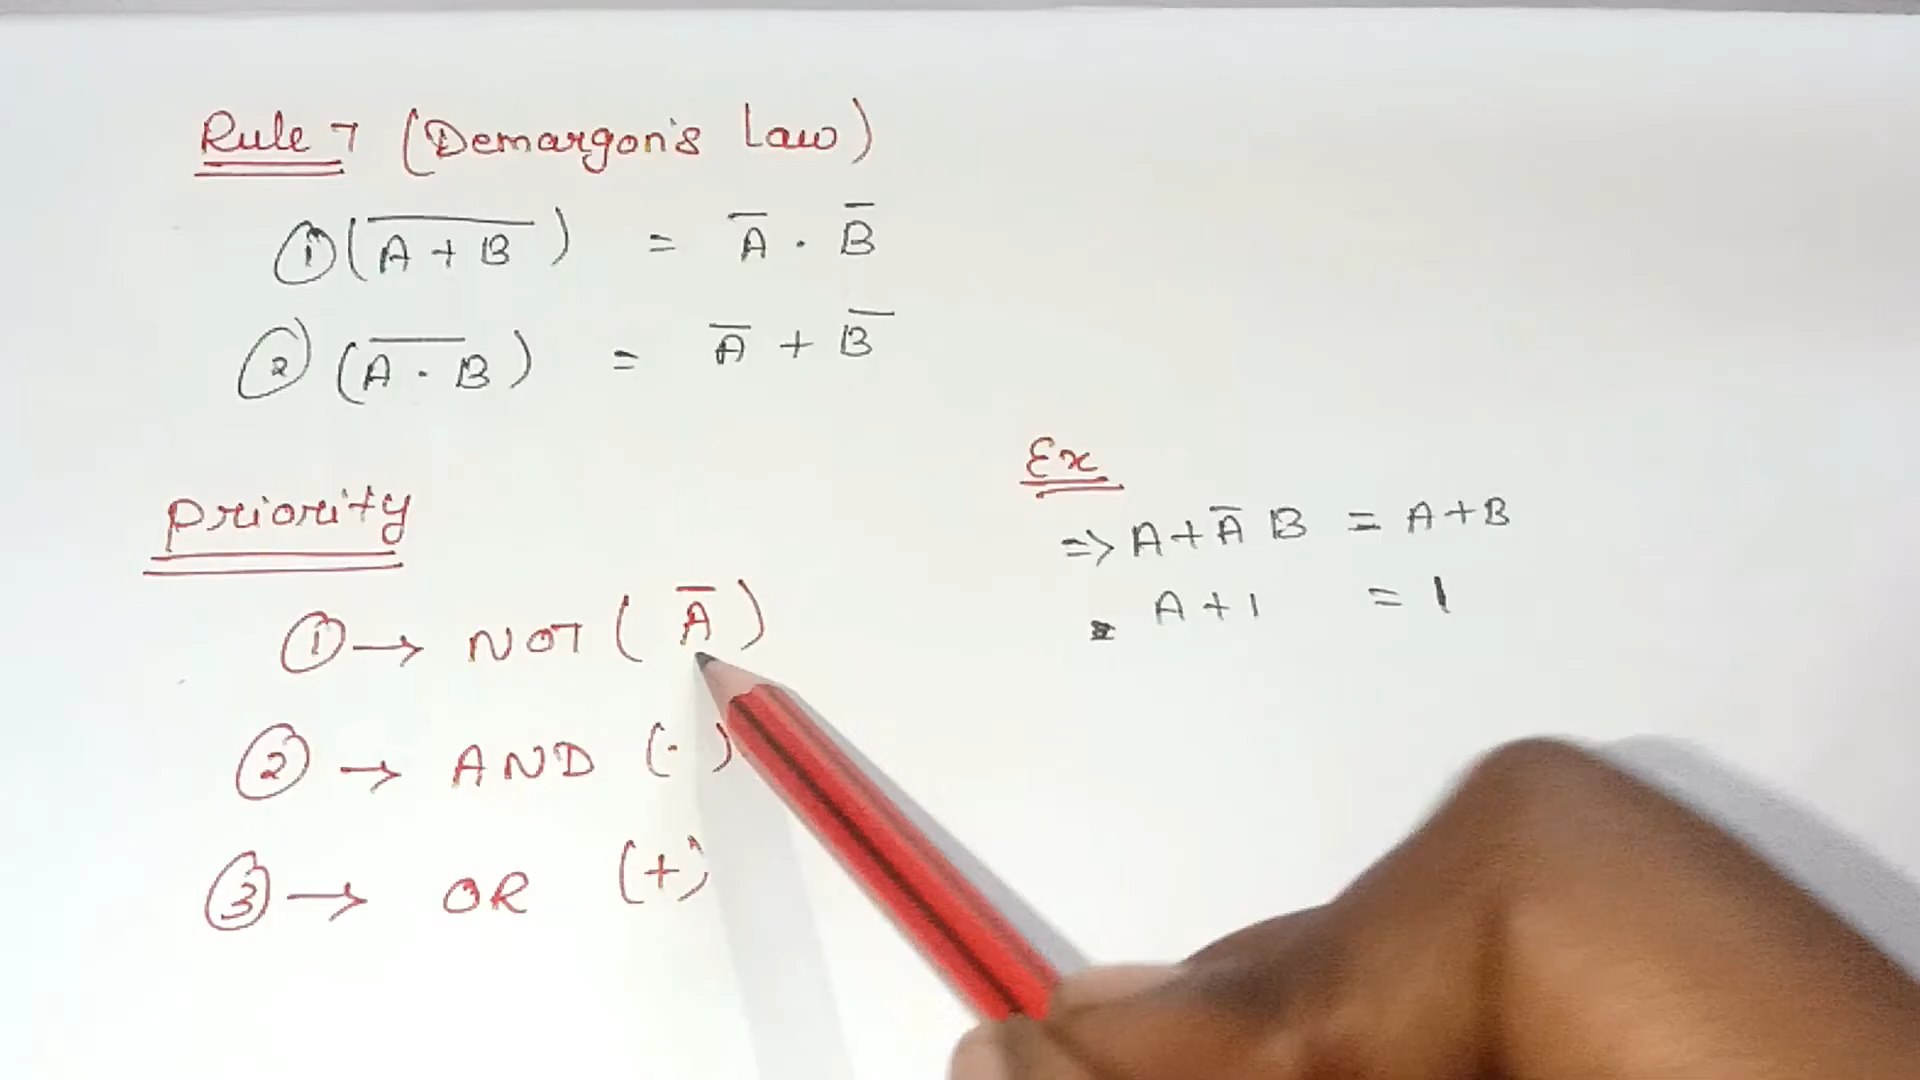 Rule 7 (Demargon's Law)
① (A̅ ̅+̅ ̅B̅) = A̅ . B̅
② (A̅ ̅.̅ ̅B̅) = A̅ + B̅
Priority
① → NOT (A̅)
② → AND (.)
③ → OR (+)
Ex
⇒ A + A̅ B = A + B
A + 1 = 1